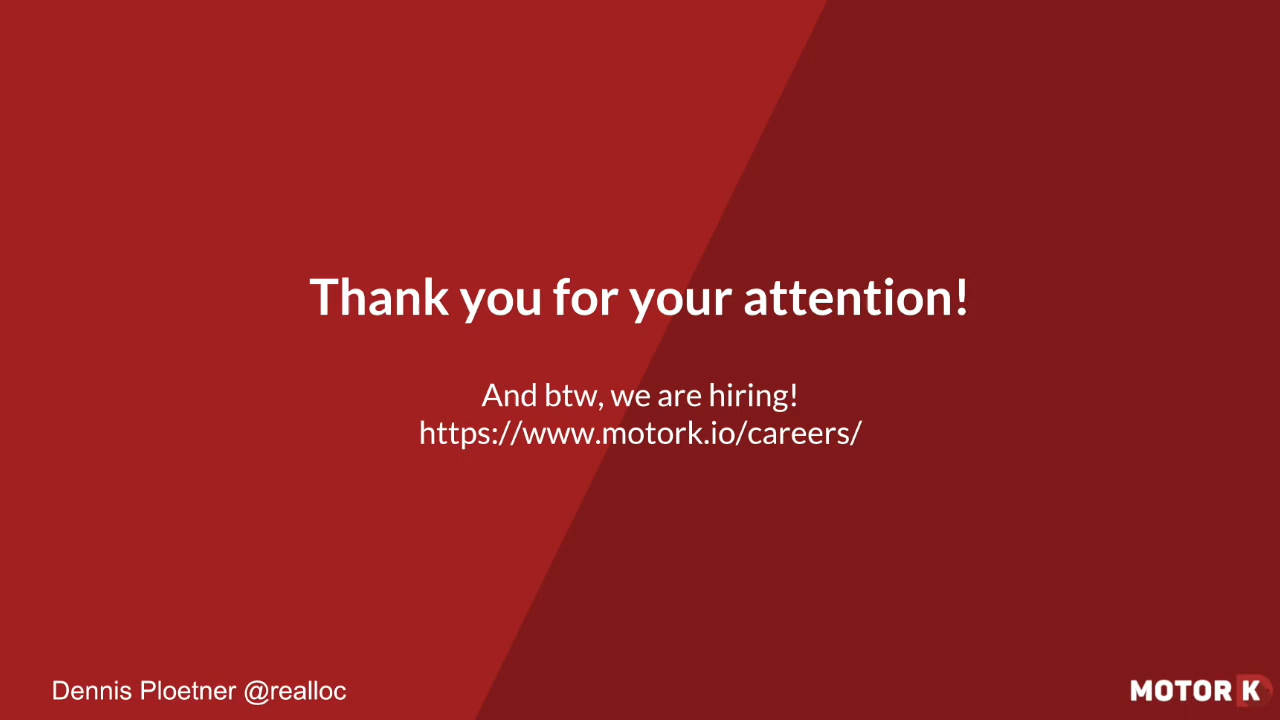 Thank you for your attention!
And btw, we are hiring!
https://www.motork.io/careers/
Dennis Ploetner @realloc
MOTOR K